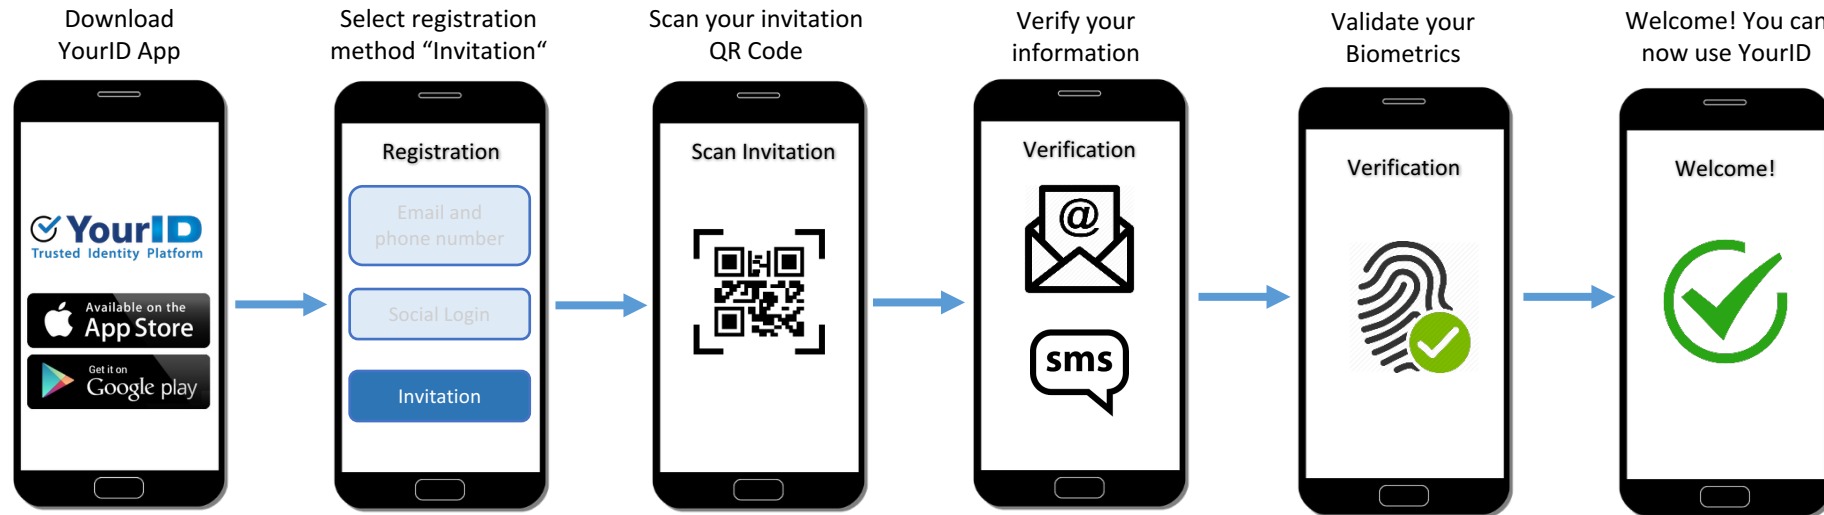 Download
YourID App
Select registration
method “Invitation“
Scan your invitation
QR Code
Verify your
information
Validate your
Biometrics
Welcome! You can
now use YourID
YourID
Trusted Identity Platform
Available on the
App Store
Get it on
Google play
Registration
Email and
phone number
Social Login
Invitation
Scan Invitation
Verification
@
sms
Verification
Welcome!